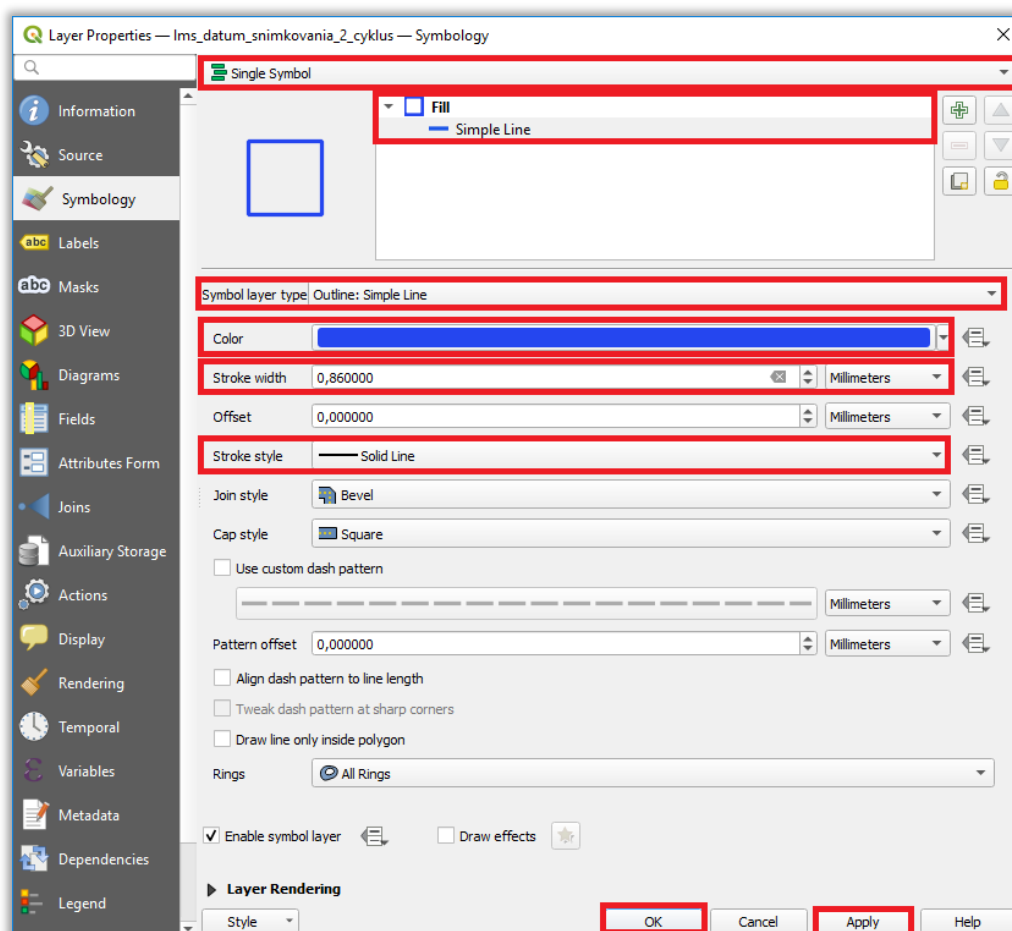 Layer Properties — lms_datum_snimkovania_2_cyklus — Symbology
Information
Source
Symbology
abc Labels
abc Masks
3D View
Diagrams
Fields
Attributes Form
Joins
Auxiliary Storage
Actions
Display
Rendering
Temporal
Variables
Metadata
Dependencies
Legend
Single Symbol
Fill
Simple Line
Symbol layer type Outline: Simple Line
Color
Stroke width 0,860000 Millimeters
Offset 0,000000 Millimeters
Stroke style Solid Line
Join style Bevel
Cap style Square
Use custom dash pattern
Millimeters
Pattern offset 0,000000 Millimeters
Align dash pattern to line length
Tweak dash pattern at sharp corners
Draw line only inside polygon
Rings All Rings
Enable symbol layer Draw effects
Layer Rendering
Style OK Cancel Apply Help